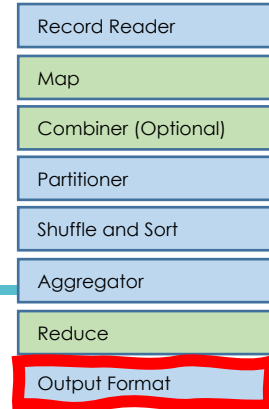 Record Reader
Map
Combiner (Optional)
Partitioner
Shuffle and Sort
Aggregator
Reduce
Output Format